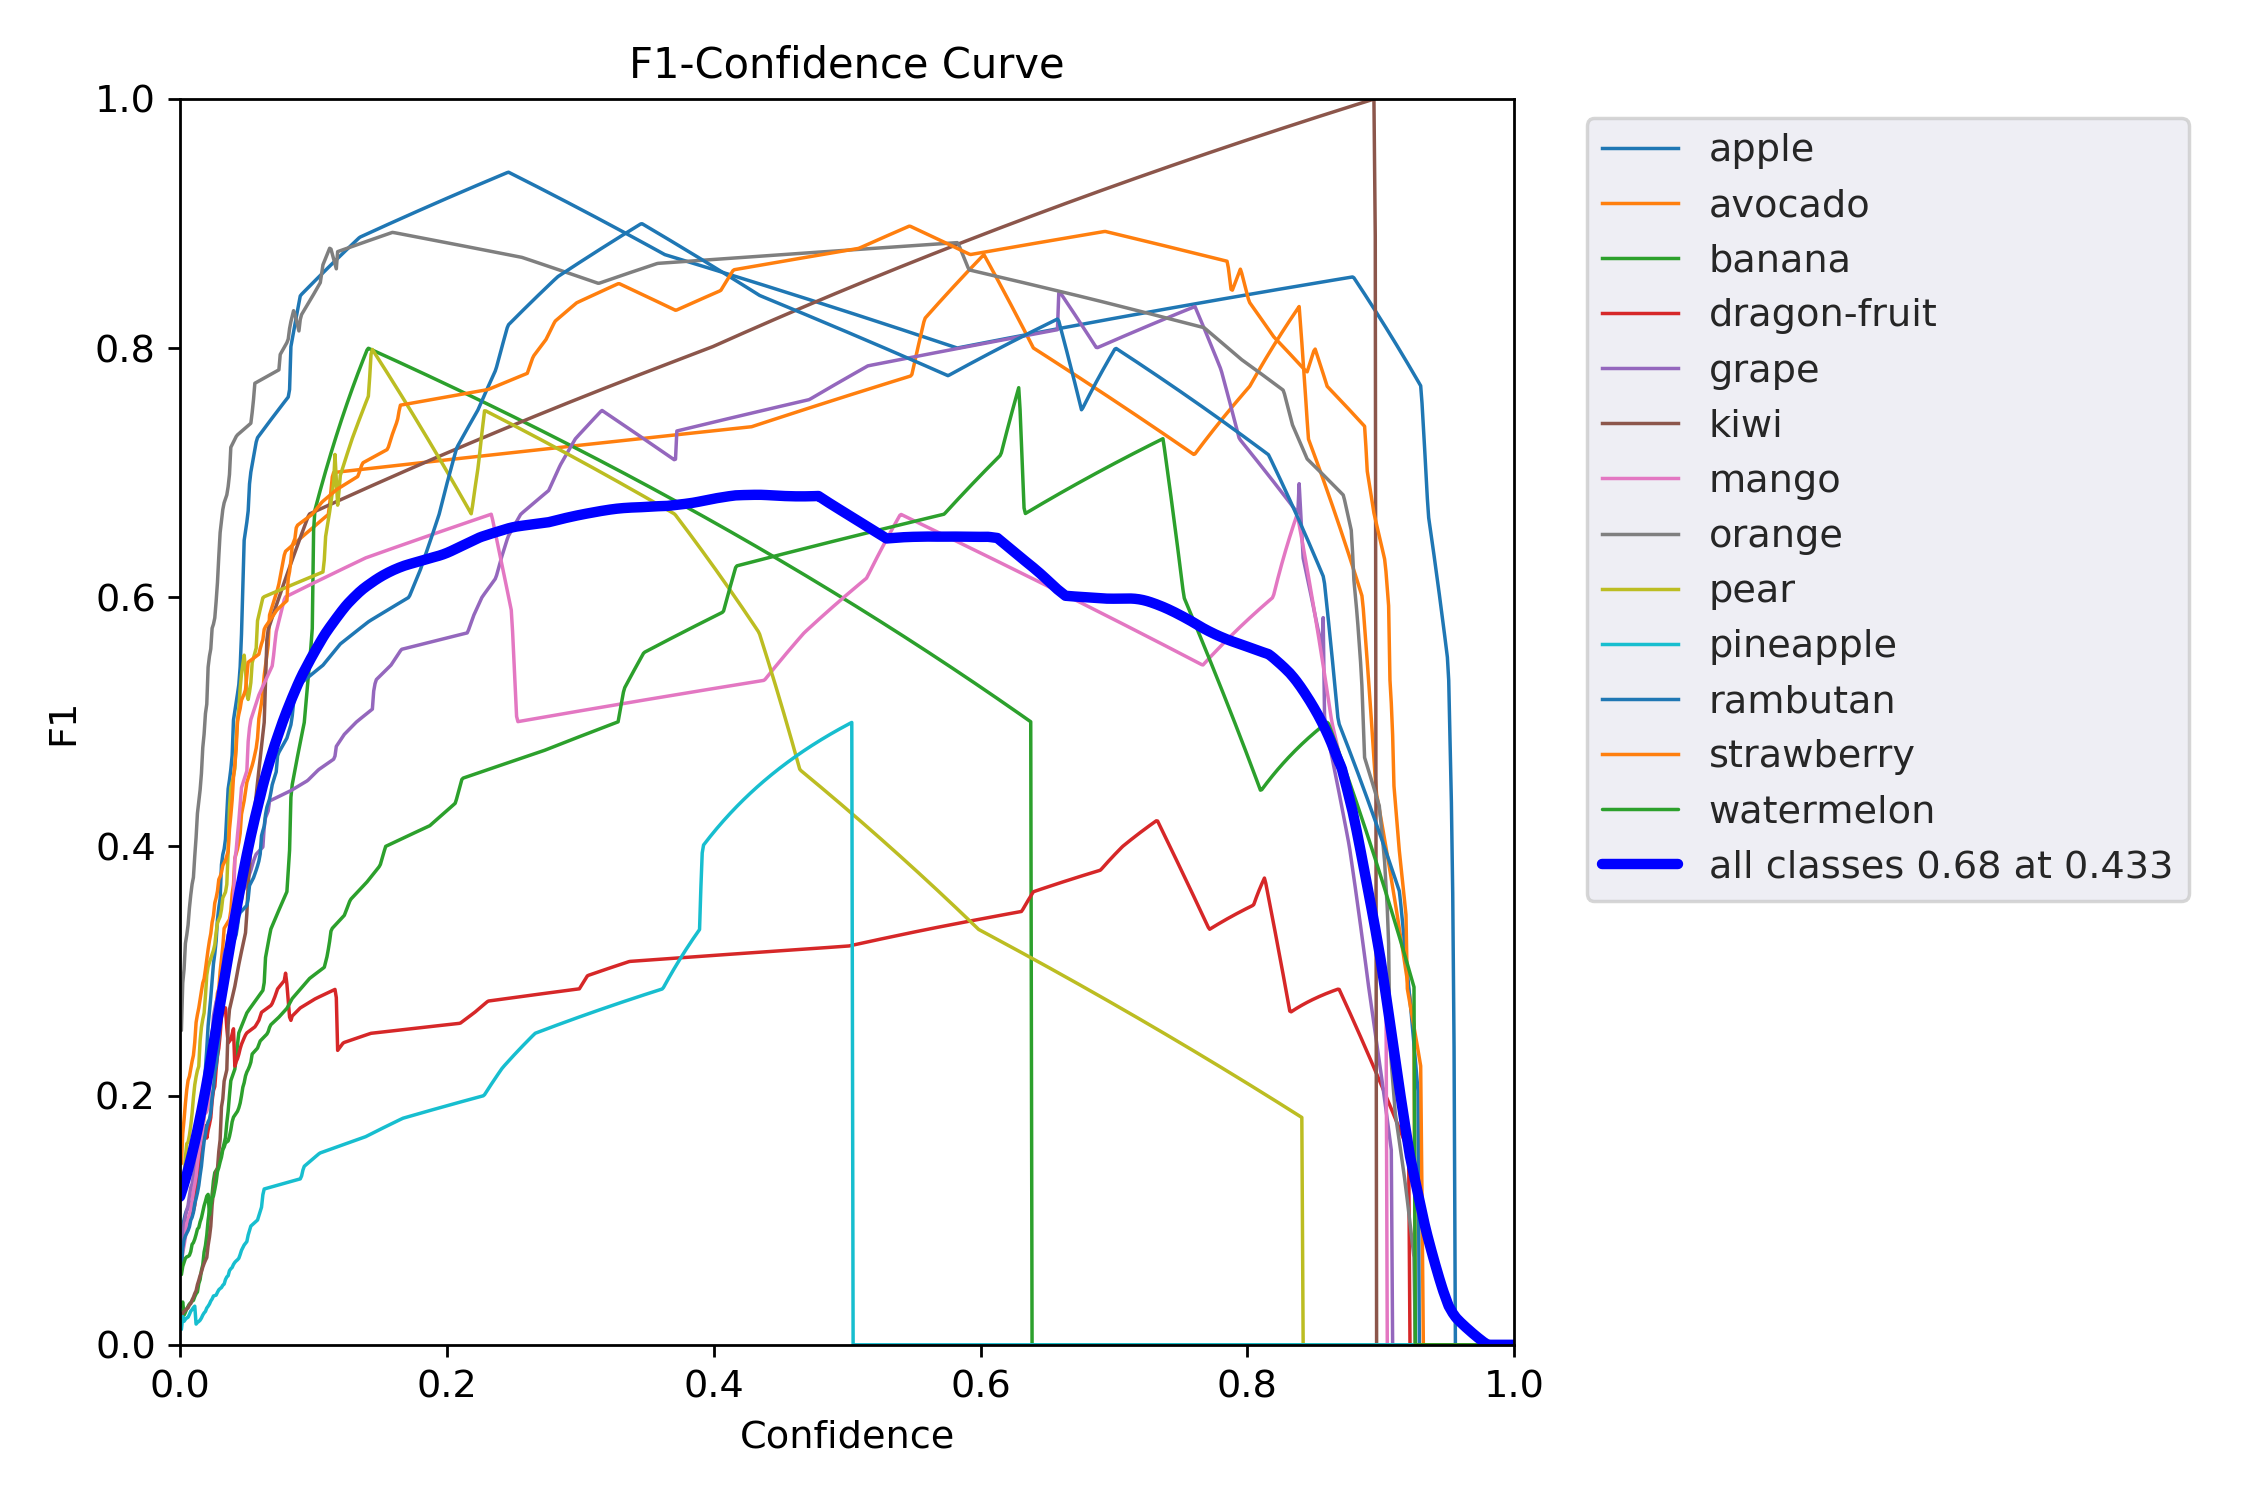 F1-Confidence Curve
1.0
0.8
0.6
0.4
0.2
0.0
F1
0.0 0.2 0.4 0.6 0.8 1.0
Confidence
apple
avocado
banana
dragon-fruit
grape
kiwi
mango
orange
pear
pineapple
rambutan
strawberry
watermelon
all classes 0.68 at 0.433